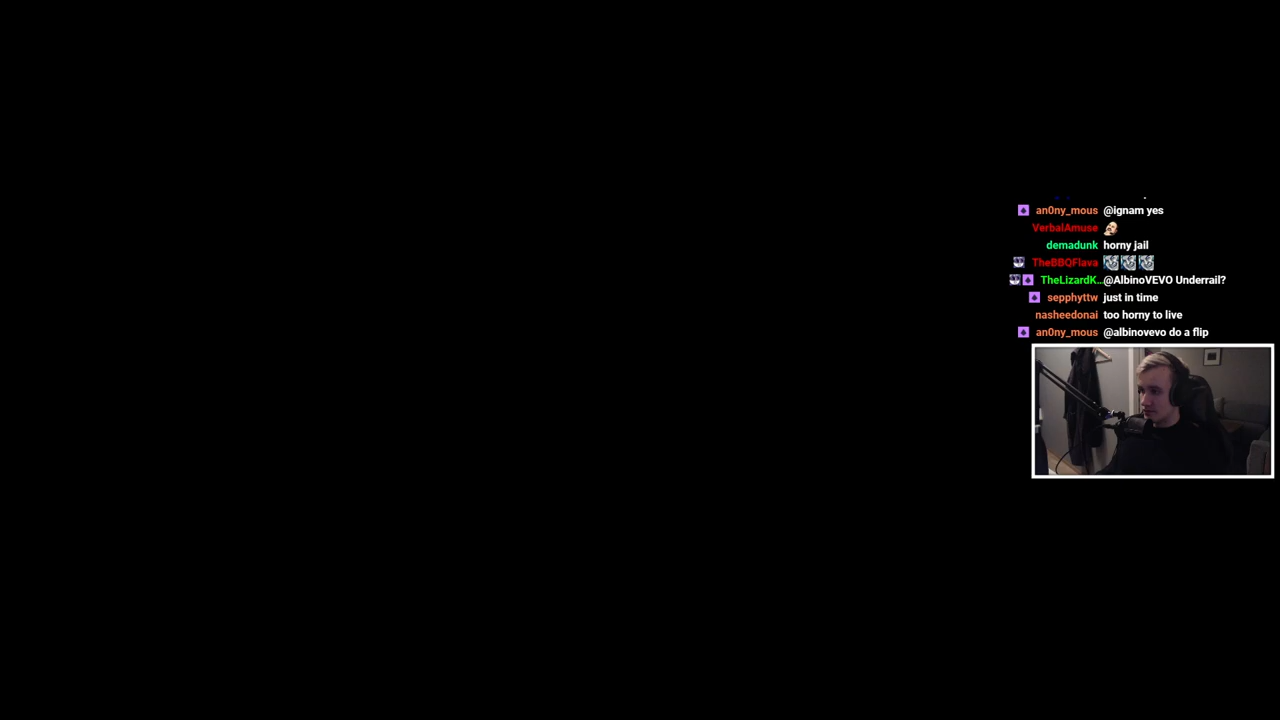 an0ny_mous @ignam yes
VerbalAmuse
demadunk horny jail
TheBBQFlava
TheLizardK... @AlbinoVEVO Underrail?
sepphyttw just in time
nasheedonai too horny to live
an0ny_mous @albinovevo do a flip